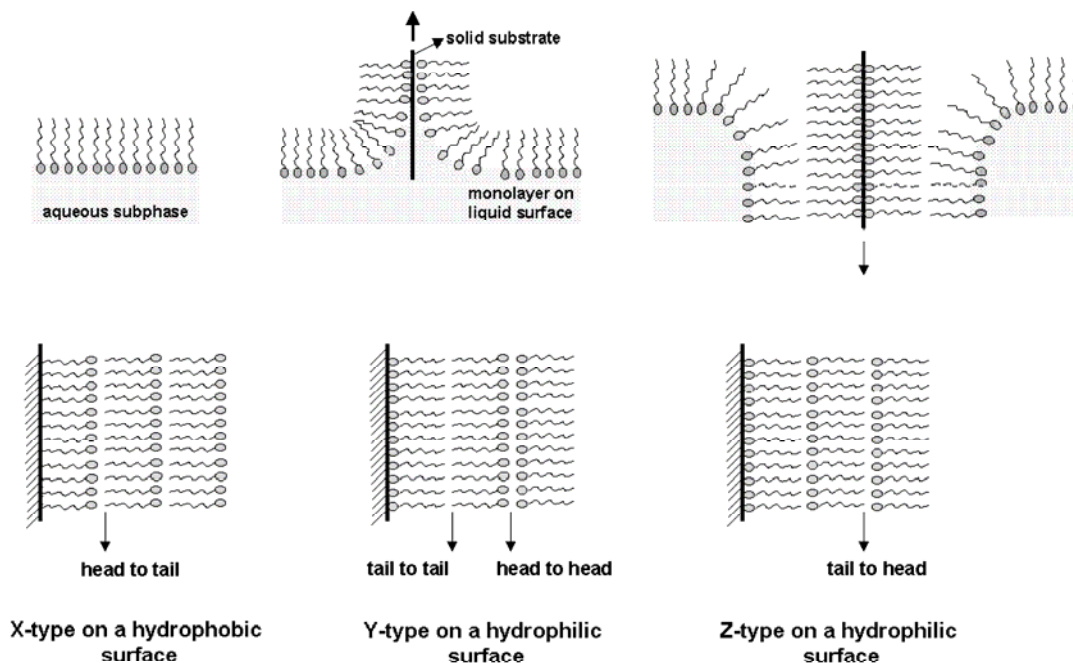 solid substrate
aqueous subphase
monolayer on
liquid surface
head to tail
tail to tail
head to head
tail to head
X-type on a hydrophobic
surface
Y-type on a hydrophilic
surface
Z-type on a hydrophilic
surface